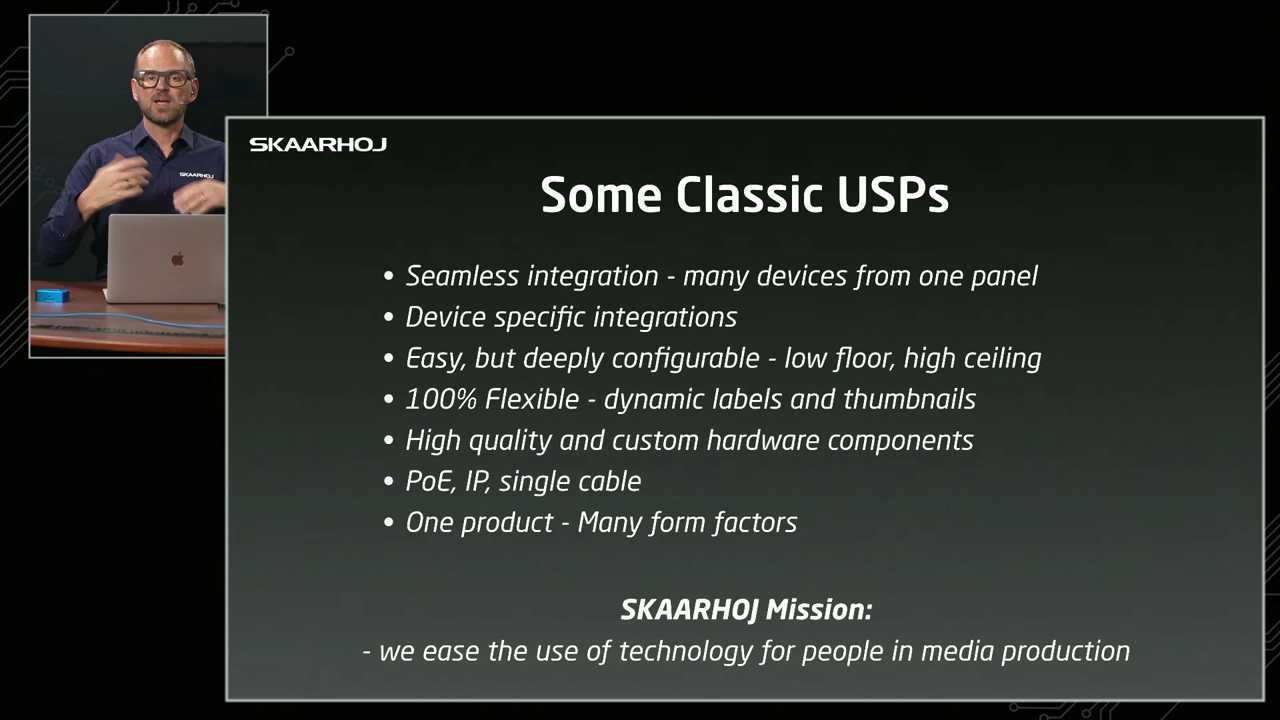 SKAARHOJ
SKAARHOJ
Some Classic USPs
• Seamless integration - many devices from one panel
• Device specific integrations
• Easy, but deeply configurable - low floor, high ceiling
• 100% Flexible - dynamic labels and thumbnails
• High quality and custom hardware components
• PoE, IP, single cable
• One product - Many form factors
SKAARHOJ Mission:
- we ease the use of technology for people in media production